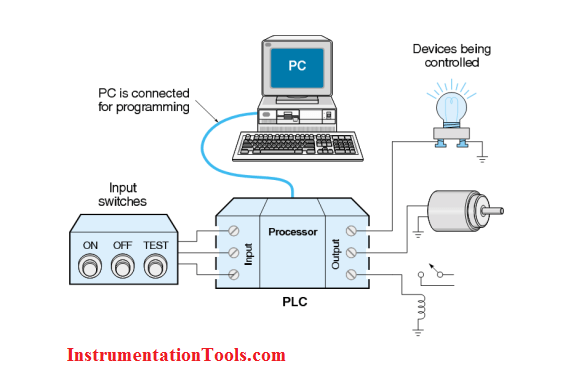 Devices being
controlled
PC
PC is connected
for programming
Input
switches
ON OFF TEST
Input
Processor
Output
PLC
InstrumentationTools.com